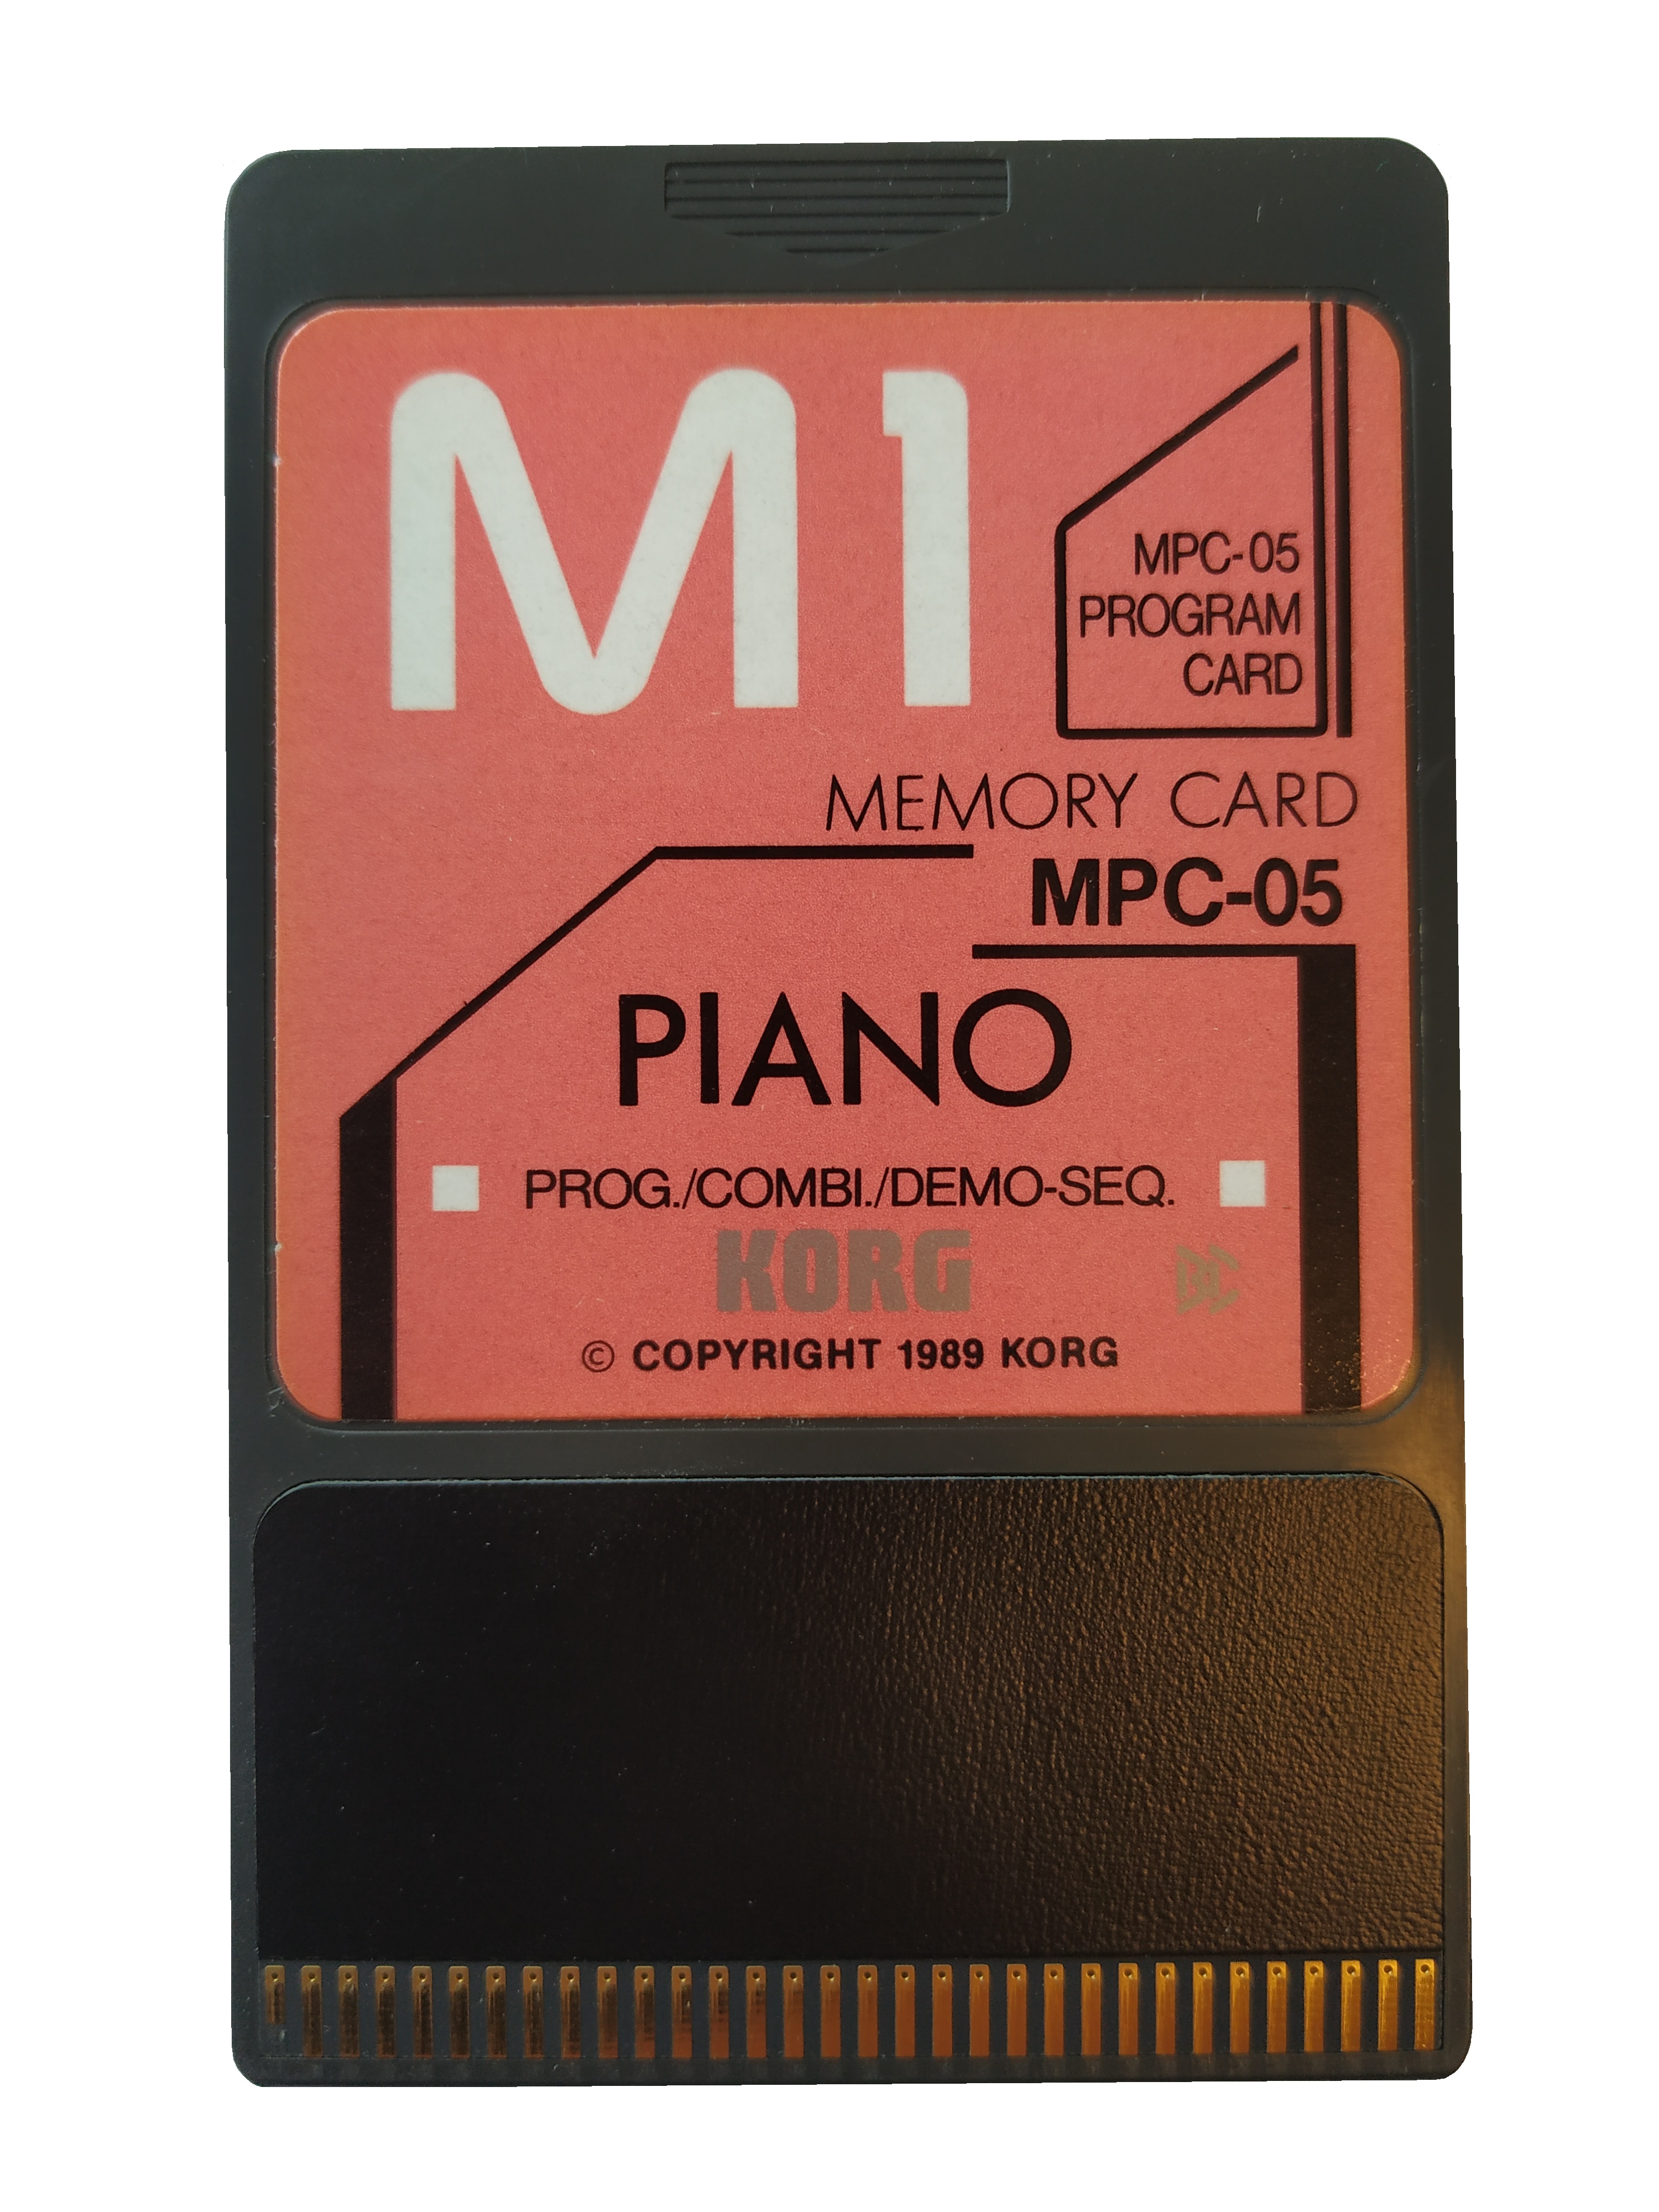 M1
MPC-05
PROGRAM
CARD
MEMORY CARD
MPC-05
PIANO
PROG./COMBI./DEMO-SEQ.
KORG
© COPYRIGHT 1989 KORG